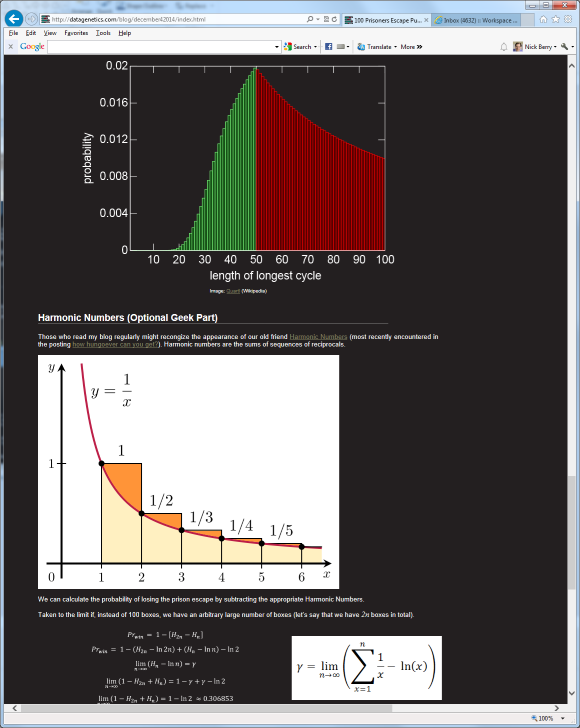 http://datagenetics.com/blog/december42014/index.html
100 Prisoners Escape Pu...
Inbox (4632) :: Workspace ...
File Edit View Favorites Tools Help
x Google Search More »
Translate
Nick Berry
0.02
0.016
0.012
0.008
0.004
0
probability
10 20 30 40 50 60 70 80 90 100
length of longest cycle
Image: (Wikipedia)
Harmonic Numbers (Optional Geek Part)
Those who read my blog regularly might recongize the appearance of our old friend Harmonic Numbers (most recently encountered in
the posting how hungover can you get?). Harmonic numbers are the sums of sequences of reciprocals.
y
y = 1/x
1
1/2
1/3
1/4
1/5
1
0 1 2 3 4 5 6 x
We can calculate the probability of losing the prison escape by subtracting the appropriate Harmonic Numbers.
Taken to the limit if, instead of 100 boxes, we have an arbitrary large number of boxes (let's say that we have 2n boxes in total).
Pr_win = 1 − [H_2n − H_n]
Pr_win = 1 − (H_2n − ln 2n) + (H_n − ln n) − ln 2
lim n→∞ (H_n − ln n) = γ
lim n→∞ (1 − H_2n + H_n) = 1 − γ + γ − ln 2
lim n→∞ (1 − H_2n + H_n) = 1 − ln 2 ≈ 0.306853
γ = lim n→∞ (∑ x=1 n 1/x − ln(x))
100%